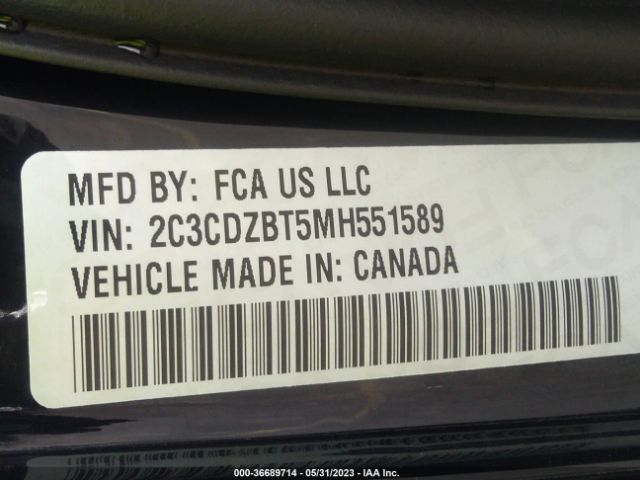 MFD BY: FCA US LLC
VIN: 2C3CDZBT5MH551589
VEHICLE MADE IN: CANADA
000-36689714 - 05/31/2023 - IAA Inc.